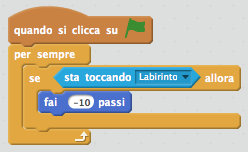 quando si clicca su
per sempre
se sta toccando Labirinto allora
fai -10 passi